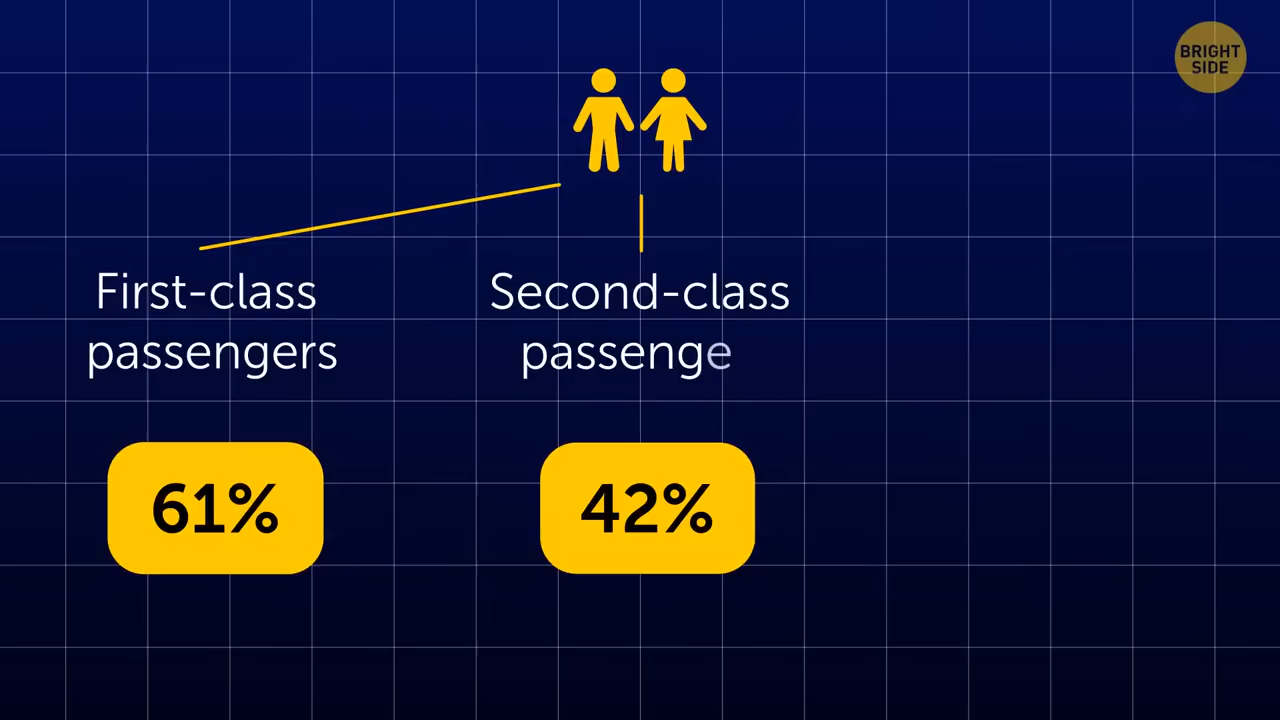 BRIGHT
SIDE
First-class
passengers
Second-class
passenge
61%
42%